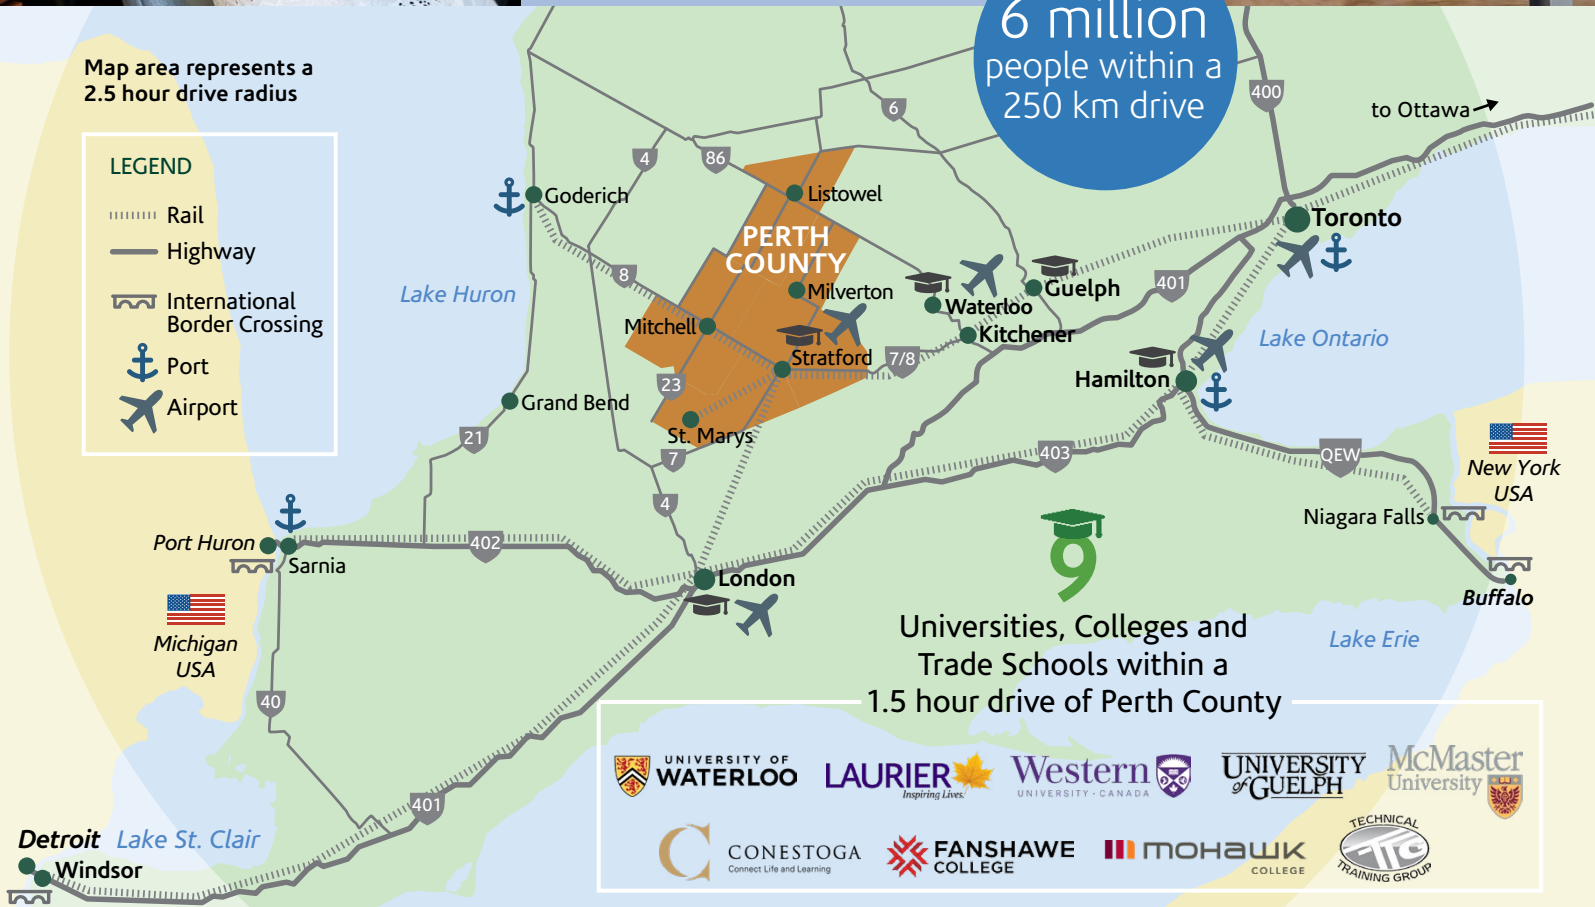 6 million
people within a
250 km drive
Map area represents a
2.5 hour drive radius
LEGEND
Rail
Highway
International
Border Crossing
Port
Airport
400
to Ottawa
6
4
86
Goderich
Listowel
Toronto
PERTH
COUNTY
8
Lake Huron
Milverton
Guelph
401
Waterloo
Mitchell
Kitchener
Lake Ontario
Stratford
7/8
Hamilton
23
Grand Bend
St. Marys
21
7
403
QEW
New York
USA
4
Niagara Falls
Port Huron
402
Sarnia
9
London
Buffalo
Michigan
USA
Universities, Colleges and
Trade Schools within a
1.5 hour drive of Perth County
Lake Erie
40
UNIVERSITY OF
WATERLOO
LAURIER
Inspiring Lives.
Western
UNIVERSITY · CANADA
UNIVERSITY
of GUELPH
McMaster
University
401
Detroit
Lake St. Clair
Windsor
CONESTOGA
Connect Life and Learning
FANSHAWE
COLLEGE
mohawk
COLLEGE
TECHNICAL
TTG
TRAINING GROUP